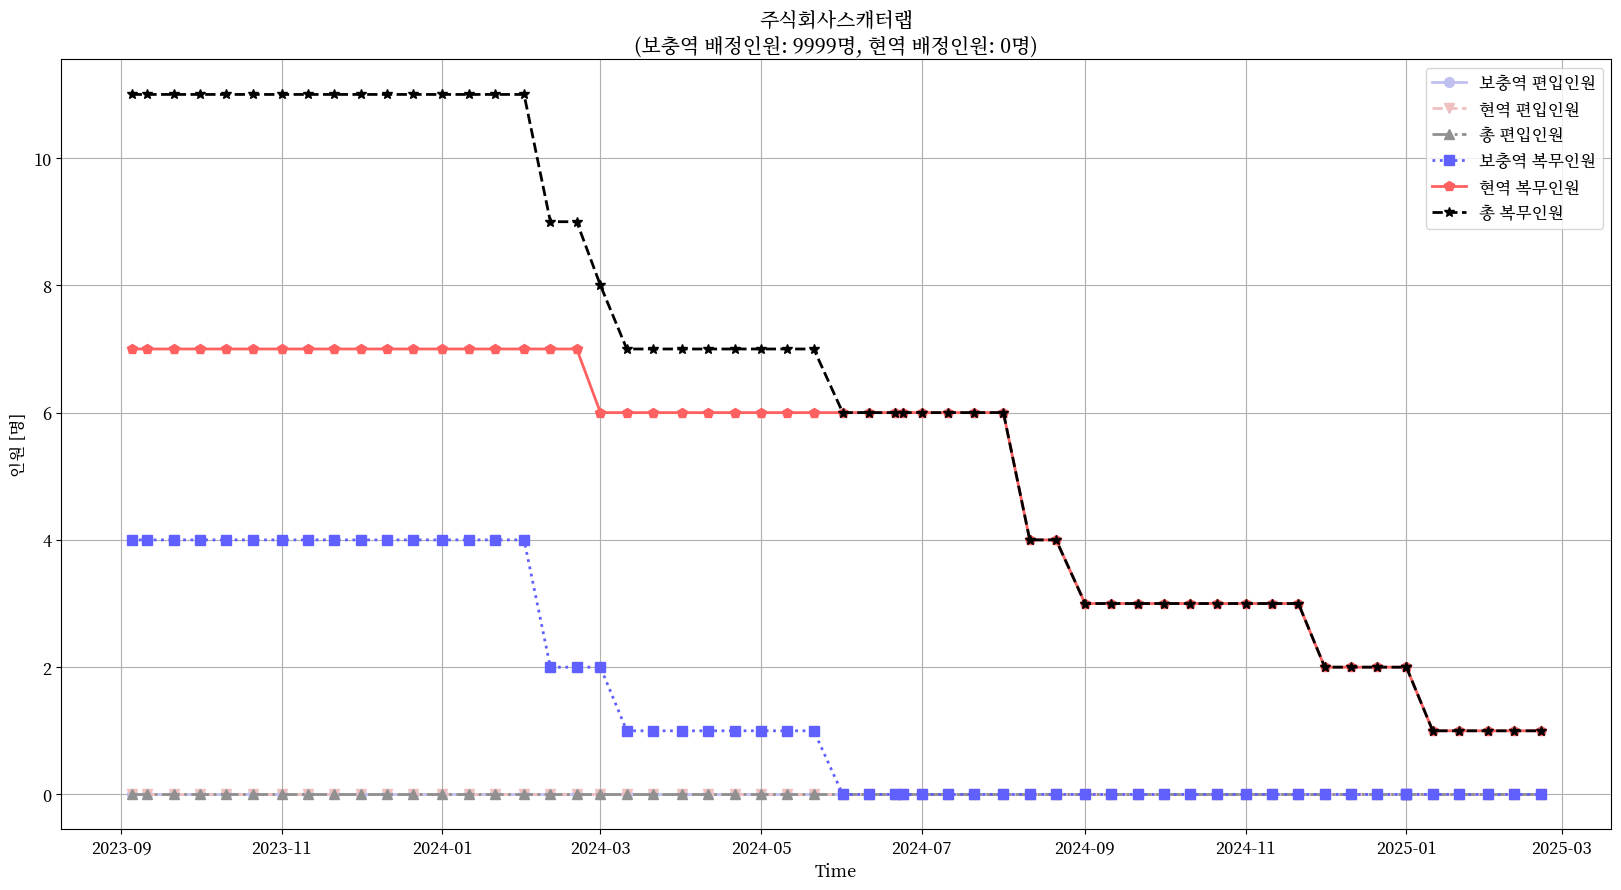 주식회사스캐터랩
(보충역 배정인원: 9999명, 현역 배정인원: 0명)
보충역 편입인원
현역 편입인원
총 편입인원
보충역 복무인원
현역 복무인원
총 복무인원
10
8
6
4
2
0
인원 [명]
2023-09
2023-11
2024-01
2024-03
2024-05
2024-07
2024-09
2024-11
2025-01
2025-03
Time